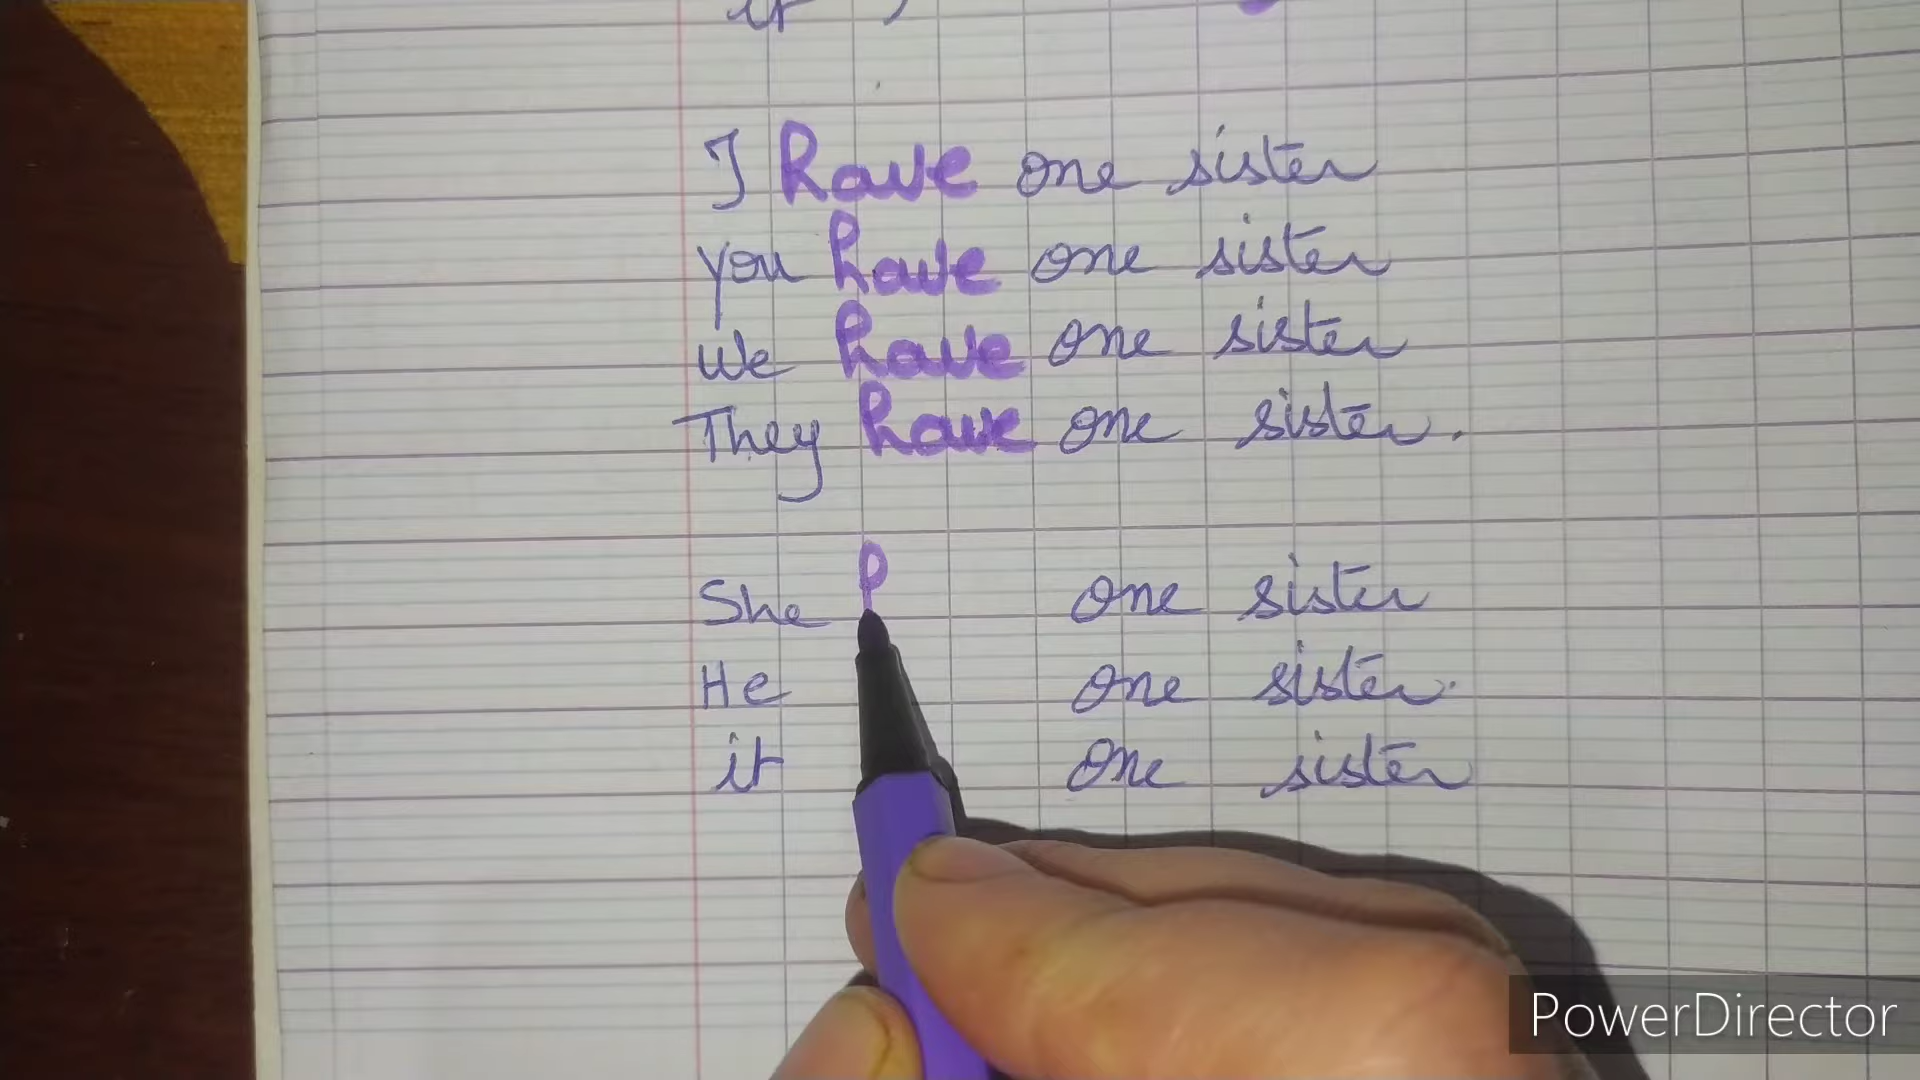 it
I have one sister
you have one sister
We have one sister
They have one sister.
She one sister
He one sister.
it one sister
PowerDirector